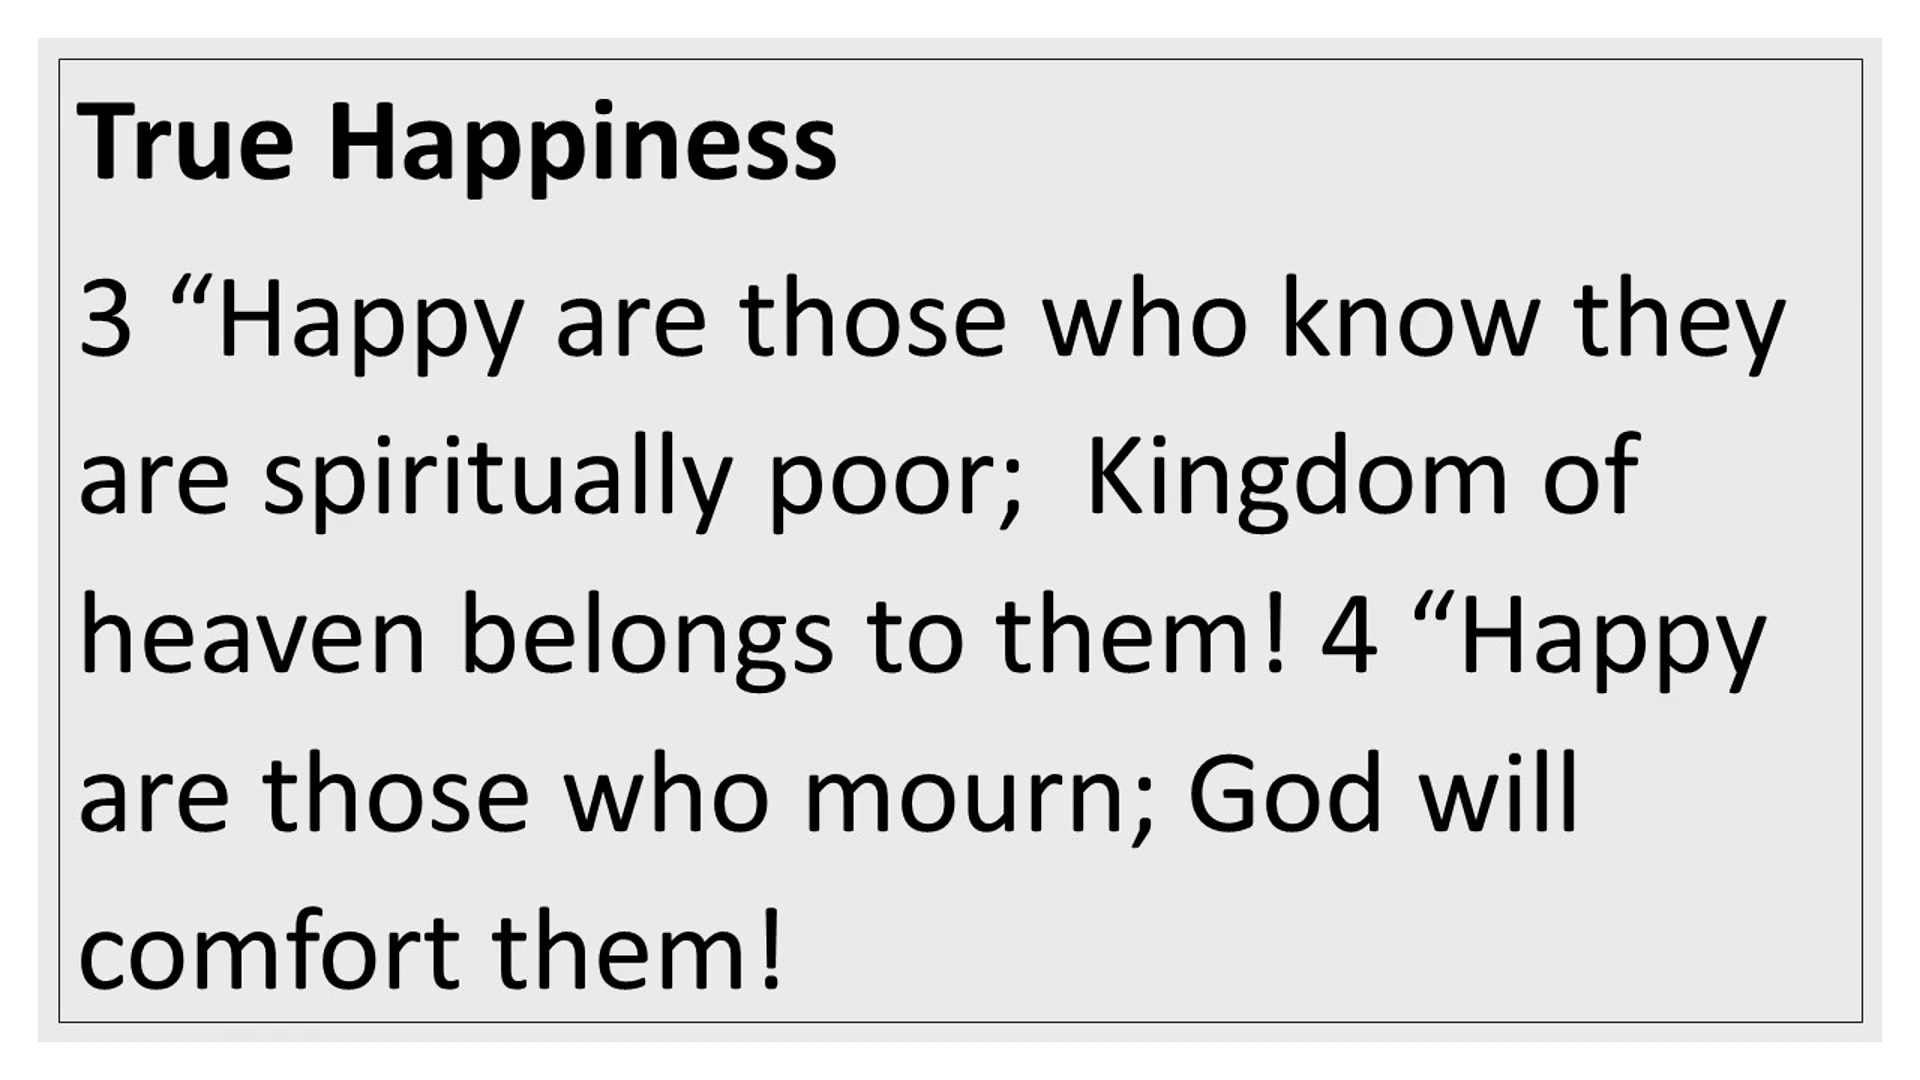 True Happiness
3 “Happy are those who know they
are spiritually poor;  Kingdom of
heaven belongs to them! 4 “Happy
are those who mourn; God will
comfort them!